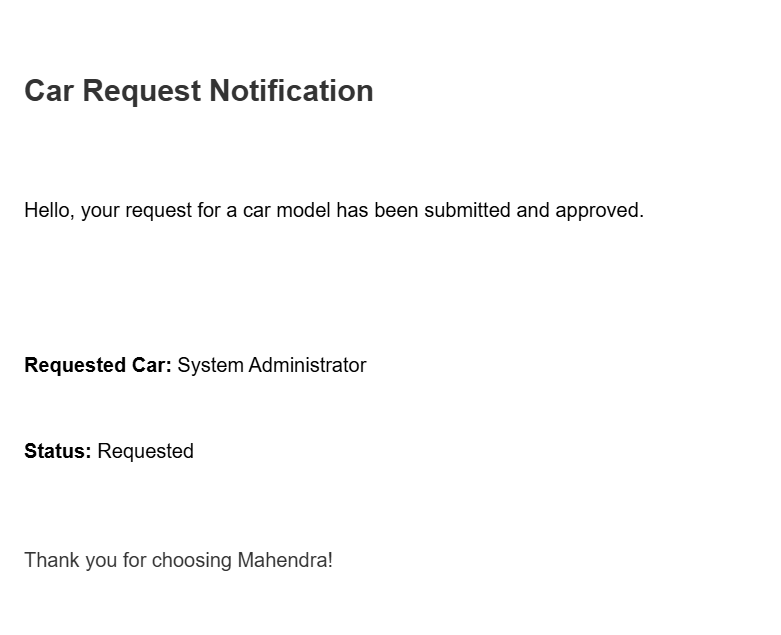 Car Request Notification
Hello, your request for a car model has been submitted and approved.
Requested Car: System Administrator
Status: Requested
Thank you for choosing Mahendra!